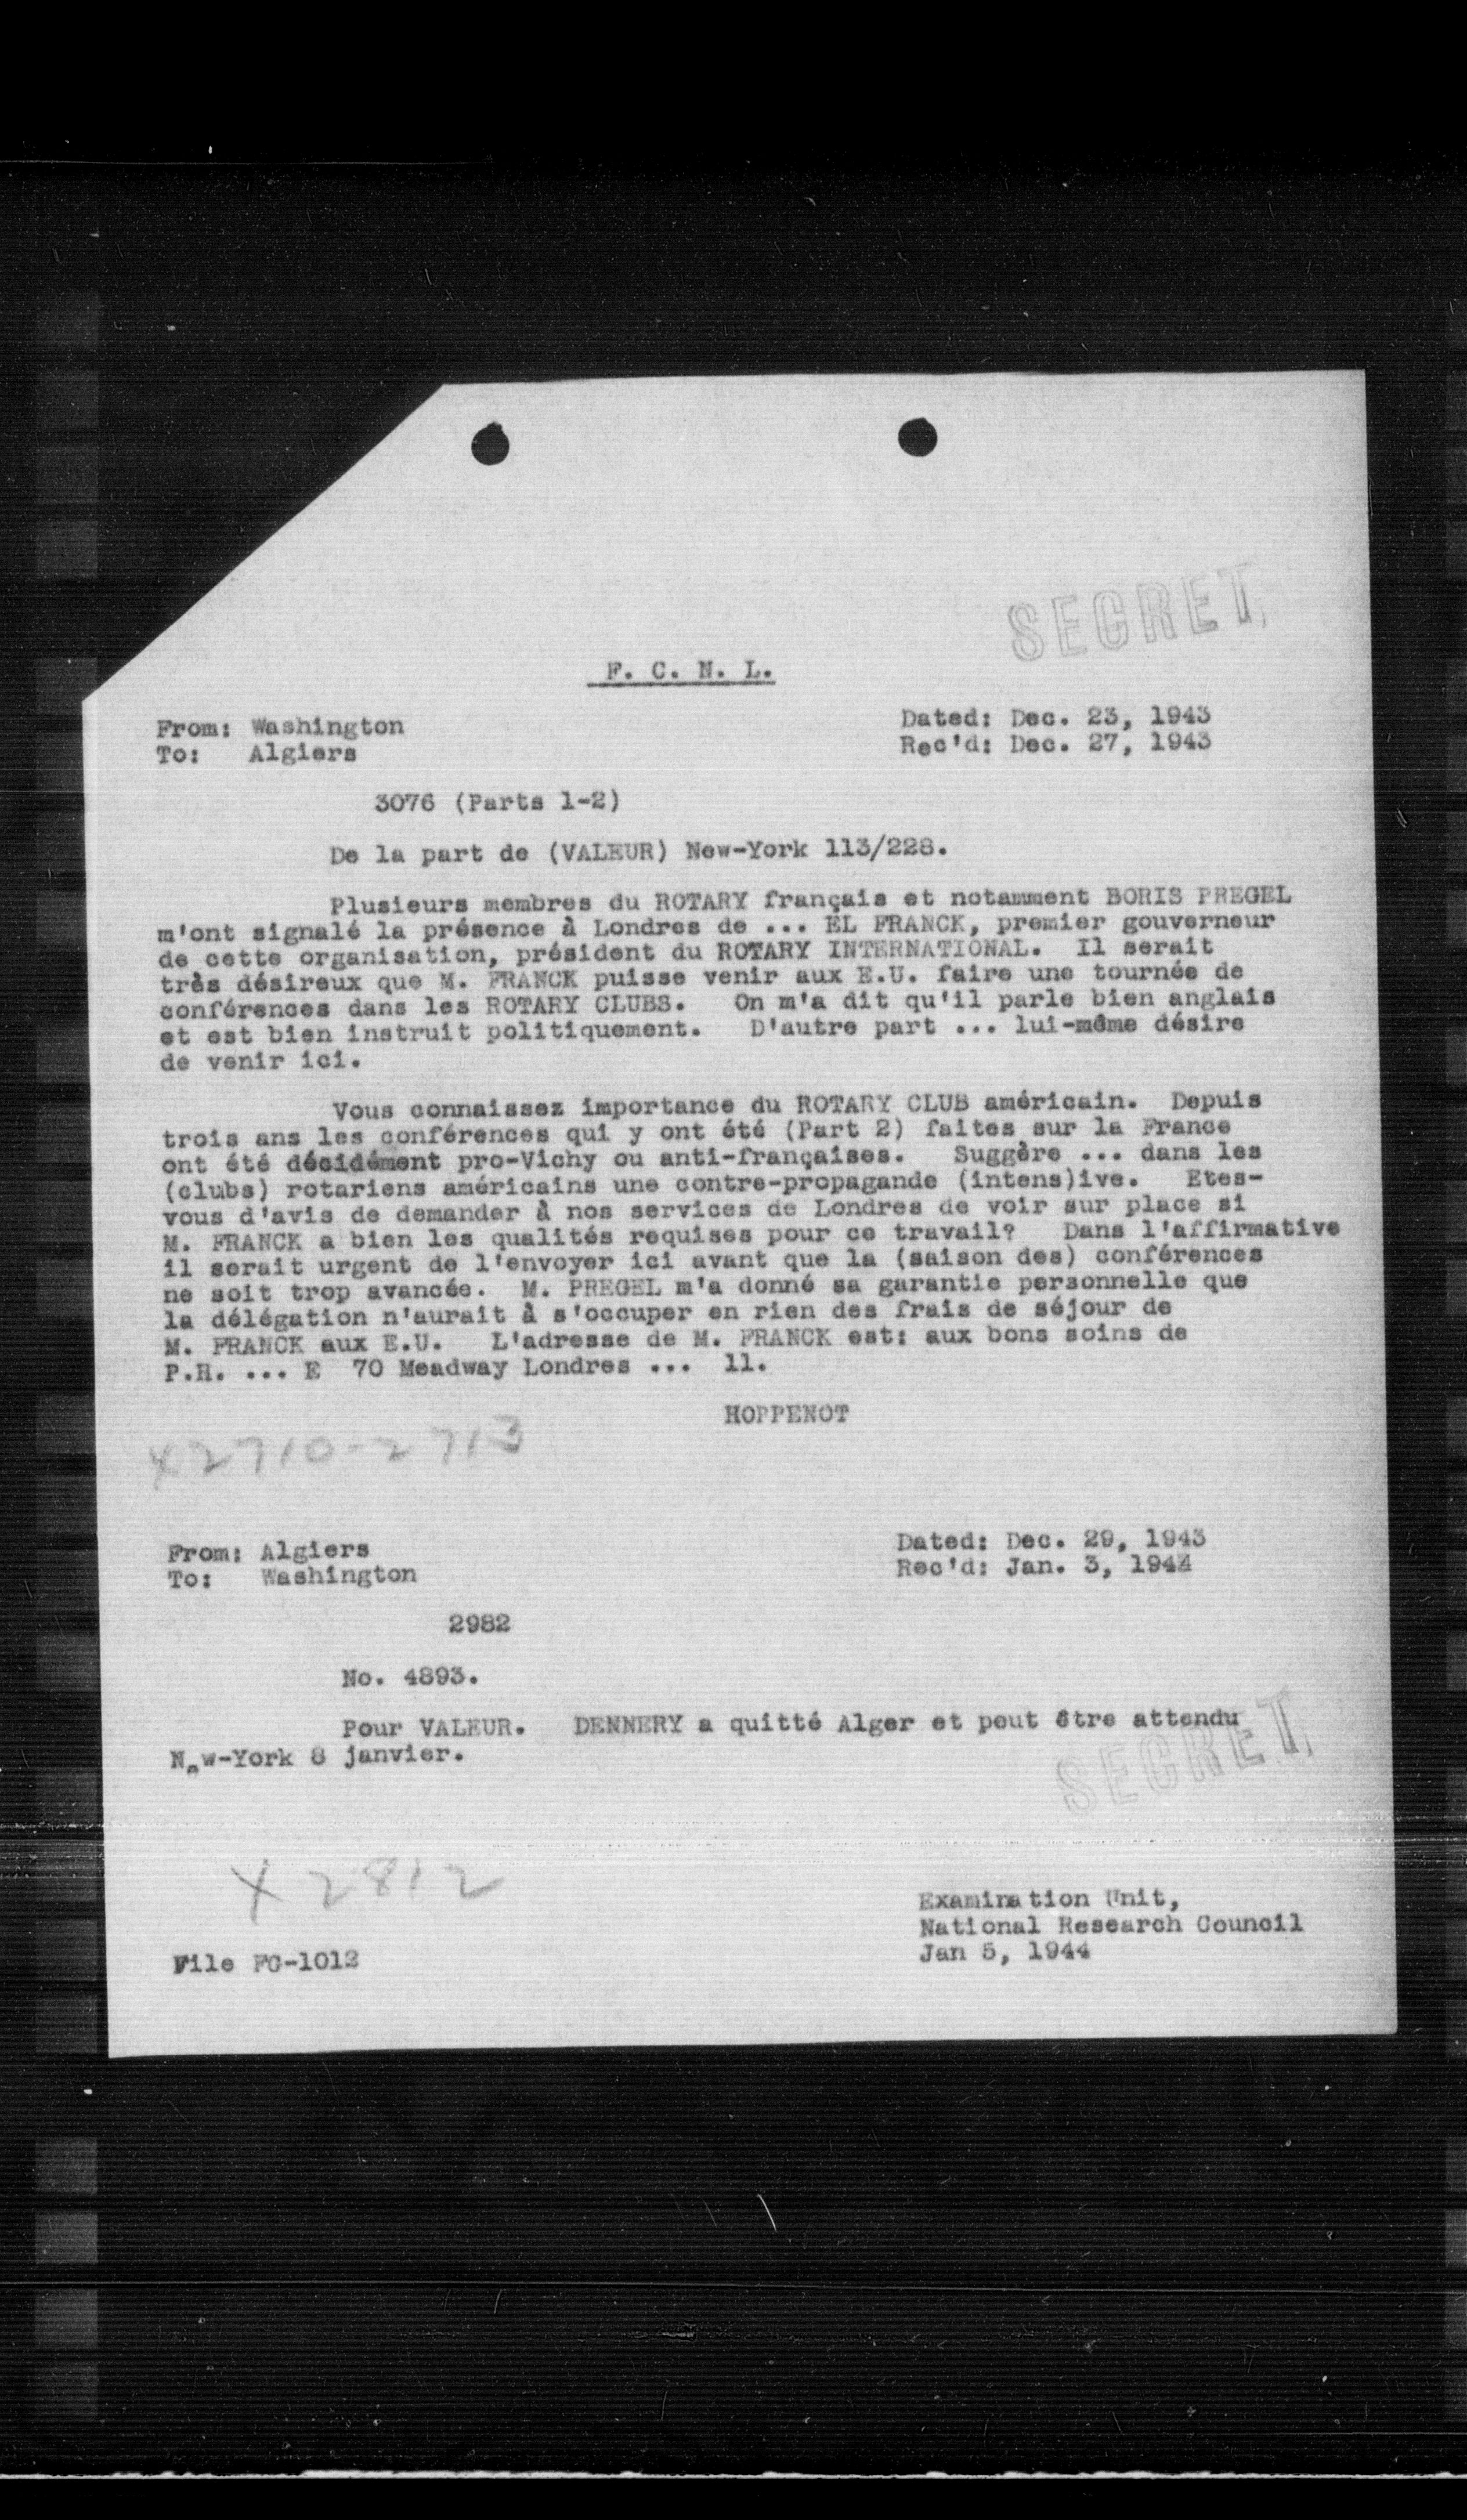 SECRET
F. C. N. L.
From: Washington
To: Algiers
Dated: Dec. 23, 1943
Rec'd: Dec. 27, 1943
3076 (Parts 1-2)
De la part de (VALEUR) New-York 113/228.
Plusieurs membres du ROTARY français et notamment BORIS PREGEL
m'ont signalé la présence à Londres de ... EL FRANCK, premier gouverneur
de cette organisation, président du ROTARY INTERNATIONAL. Il serait
très désireux que M. FRANCK puisse venir aux E.U. faire une tournée de
conférences dans les ROTARY CLUBS. On m'a dit qu'il parle bien anglais
et est bien instruit politiquement. D'autre part ... lui-même désire
de venir ici.
Vous connaissez importance du ROTARY CLUB américain. Depuis
trois ans les conférences qui y ont été (Part 2) faites sur la France
ont été décidément pro-Vichy ou anti-françaises. Suggère ... dans les
(clubs) rotariens américains une contre-propagande (intens)ive. Etes-
vous d'avis de demander à nos services de Londres de voir sur place si
M. FRANCK a bien les qualités requises pour ce travail? Dans l'affirmative
il serait urgent de l'envoyer ici avant que la (saison des) conférences
ne soit trop avancée. M. PREGEL m'a donné sa garantie personnelle que
la délégation n'aurait à s'occuper en rien des frais de séjour de
M. FRANCK aux E.U. L'adresse de M. FRANCK est: aux bons soins de
P.H. ... E 70 Meadway Londres ... 11.
HOPPENOT
X2710-2713
From: Algiers
To: Washington
Dated: Dec. 29, 1943
Rec'd: Jan. 3, 1944
2982
No. 4893.
Pour VALEUR. DENNERY a quitté Alger et peut être attendu
New-York 8 janvier.
SECRET
X 2812
Examination Unit,
National Research Council
Jan 5, 1944
File FC-1012